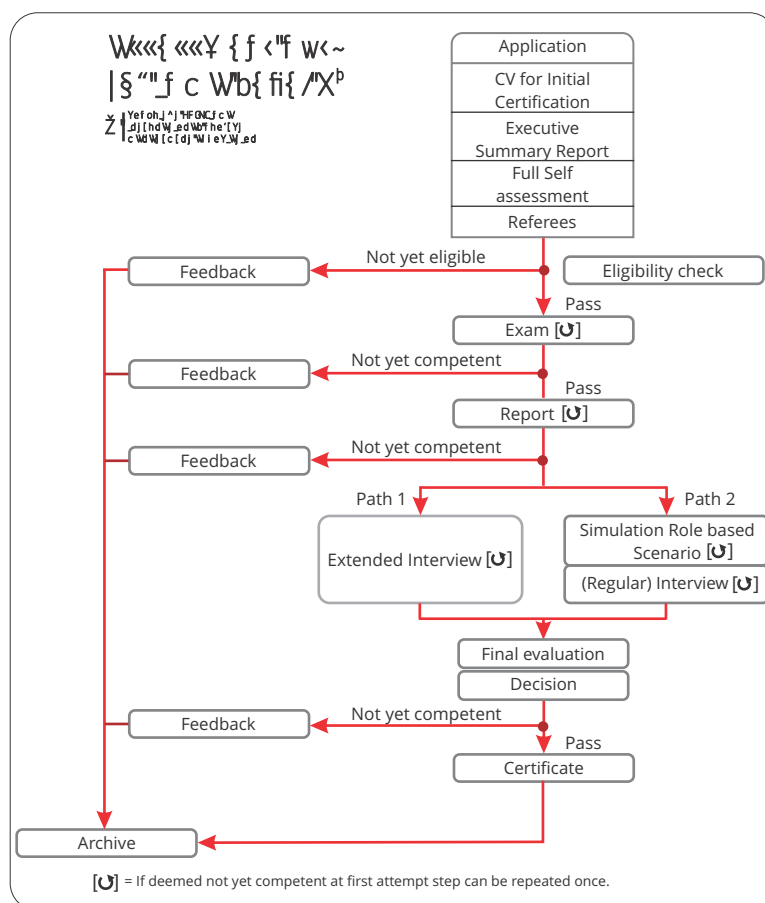 Application
CV for Initial
Certification
Executive
Summary Report
Full Self
assessment
Referees
Not yet eligible
Feedback
Eligibility check
Pass
Exam [↺]
Not yet competent
Feedback
Pass
Report [↺]
Not yet competent
Feedback
Path 1
Path 2
Extended Interview [↺]
Simulation Role based
Scenario [↺]
(Regular) Interview [↺]
Final evaluation
Decision
Not yet competent
Feedback
Pass
Certificate
Archive
[↺] = If deemed not yet competent at first attempt step can be repeated once.